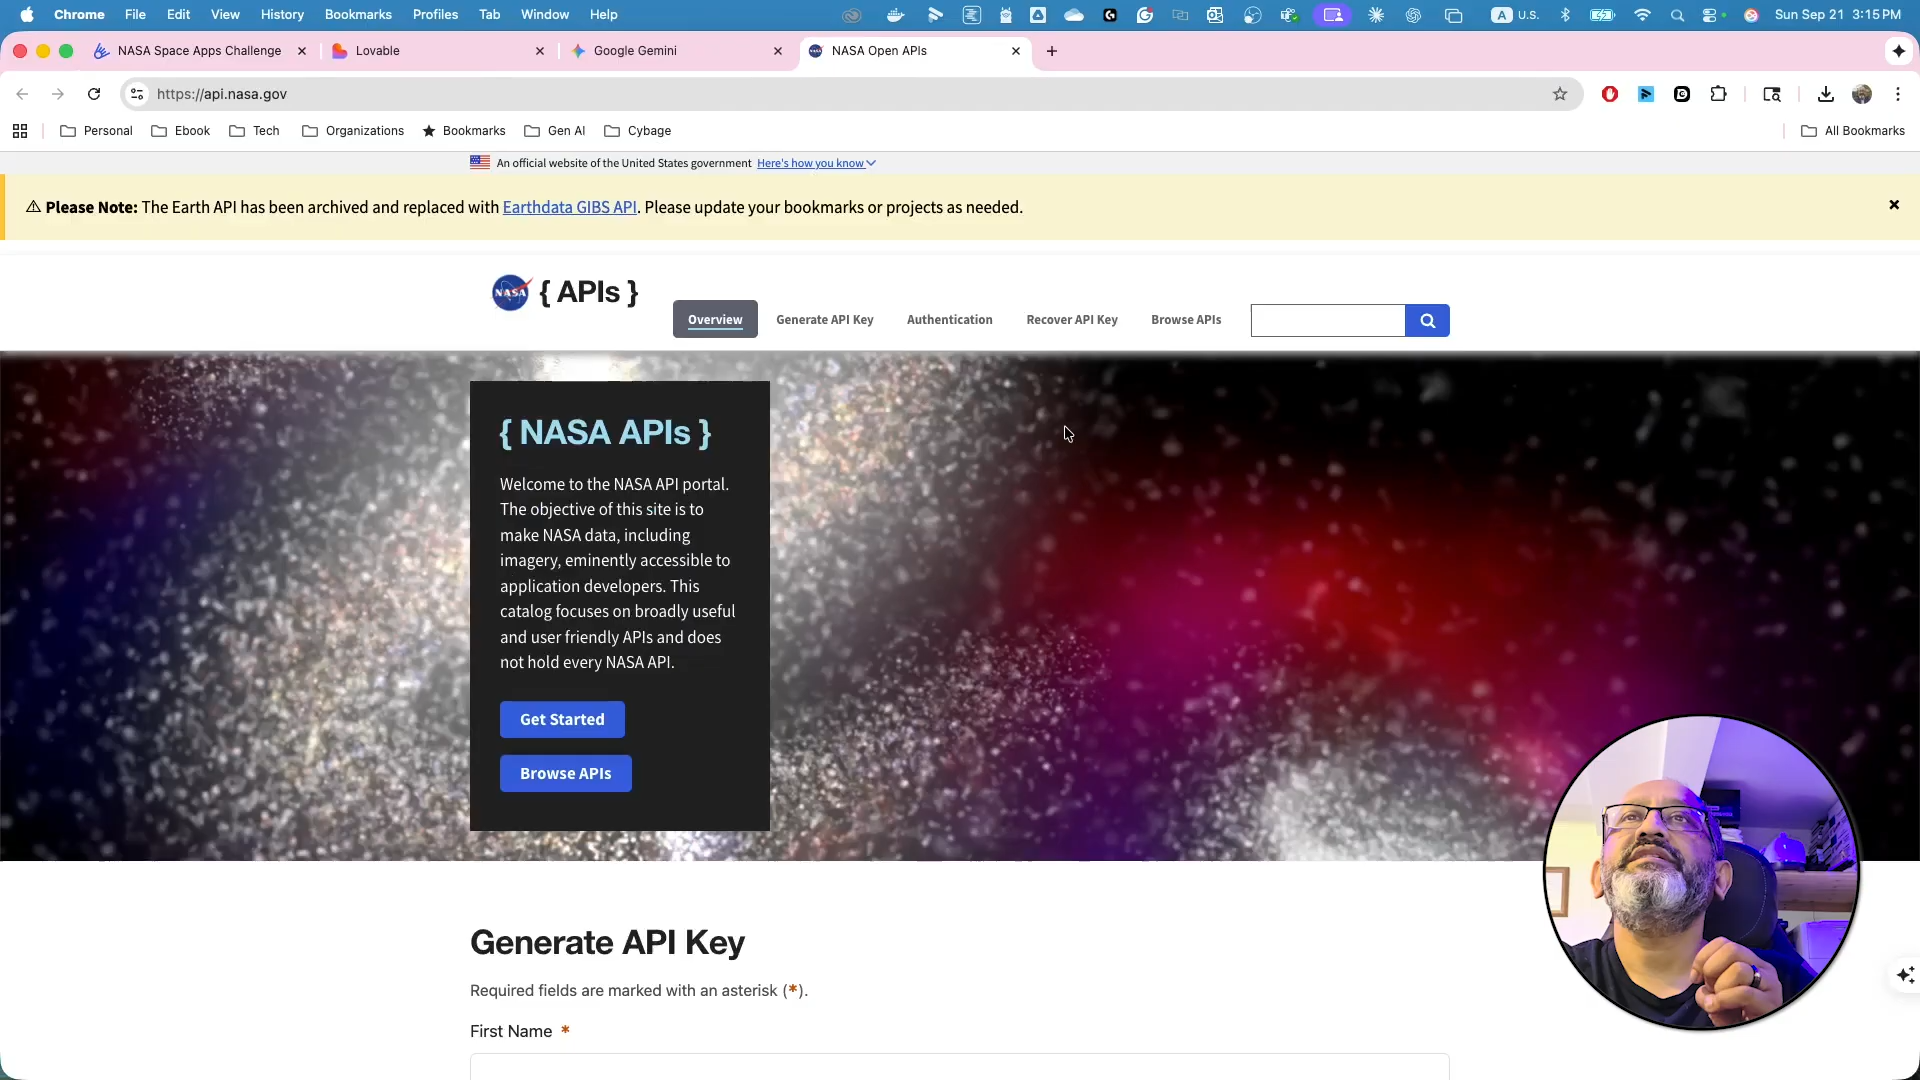 Chrome File Edit View History Bookmarks Profiles Tab Window Help
A U.S. Sun Sep 21 3:15 PM
NASA Space Apps Challenge
Lovable
Google Gemini
NASA Open APIs
https://api.nasa.gov
Personal
Ebook
Tech
Organizations
Bookmarks
Gen AI
Cybage
All Bookmarks
An official website of the United States government Here's how you know
Please Note: The Earth API has been archived and replaced with Earthdata GIBS API. Please update your bookmarks or projects as needed.
NASA { APIs }
Overview
Generate API Key
Authentication
Recover API Key
Browse APIs
{ NASA APIs }
Welcome to the NASA API portal.
The objective of this site is to
make NASA data, including
imagery, eminently accessible to
application developers. This
catalog focuses on broadly useful
and user friendly APIs and does
not hold every NASA API.
Get Started
Browse APIs
Generate API Key
Required fields are marked with an asterisk (*).
First Name *